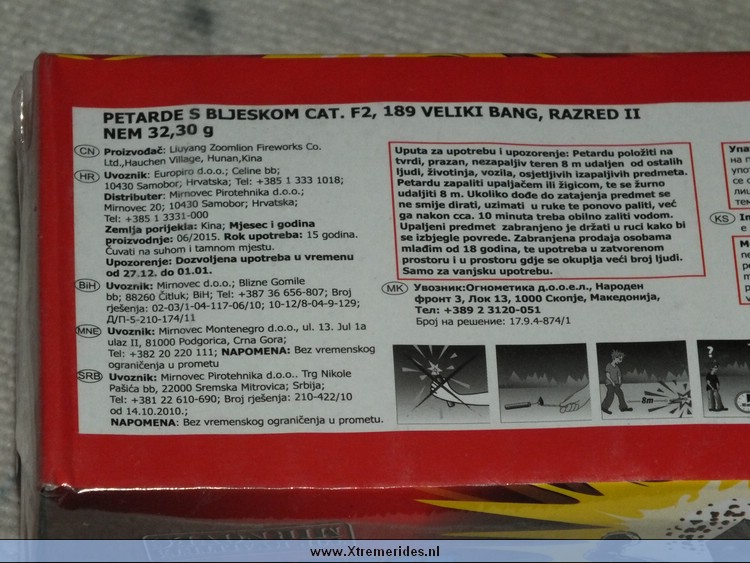 PETARDE S BLJESKOM CAT. F2, 189 VELIKI BANG, RAZRED II
NEM 32,30 g
CN Proizvođač: Liuyang Zoomlion Fireworks Co.
Ltd.,Hauchen Village, Hunan,Kina
HR Uvoznik: Europiro d.o.o.; Celine bb;
10430 Samobor; Hrvatska; Tel: +385 1 333 1018;
Distributer: Mirnovec Pirotehnika d.o.o.;
Mirnovec 20; 10430 Samobor; Hrvatska;
Tel: +385 1 3331-000
Zemlja porijekla: Kina; Mjesec i godina
proizvodnje: 06/2015. Rok upotrebe: 15 godina.
Čuvati na suhom i tamnom mjestu.
Upozorenje: Dozvoljena upotreba u vremenu
od 27.12. do 01.01.
BiH Uvoznik: Mirnovec d.o.o.; Blizne Gomile
bb; 88260 Čitluk; BiH; Tel: +387 36 656-807; Broj
rješenja: 02-03/1-04-117-06/10; 10-12/8-04-9-129;
Д/П-5-210-174/11
MNE Uvoznik: Mirnovec Montenegro d.o.o., ul. 13. Jul 1a
ulaz II, 81000 Podgorica, Crna Gora;
Tel: +382 20 220 111; NAPOMENA: Bez vremenskog
ograničenja u prometu
SRB Uvoznik: Mirnovec Pirotehnika d.o.o.. Trg Nikole
Pašića bb, 22000 Sremska Mitrovica; Srbija;
Tel: +381 22 610-690; Broj rješenja: 210-422/10
od 14.10.2010.;
NAPOMENA: Bez vremenskog ograničenja u prometu.
Uputa za upotrebu i upozorenje: Petardu položiti na
tvrdi, prazan, nezapaljiv teren 8 m udaljen od ostalih
ljudi, životinja, vozila, osjetljivih izapaljivih predmeta.
Petardu zapaliti upaljačem ili žigicom, te se žurno
udaljiti 8 m. Ukoliko dođe do zatajenja predmet se
ne smije dirati, uzimati u ruke te ponovo paliti, već
ga nakon cca. 10 minuta treba obilno zaliti vodom.
Upaljeni predmet zabranjeno je držati u ruci kako bi
se izbjegle povrede. Zabranjena prodaja osobama
mlađim od 18 godina, te upotreba u zatvorenom
prostoru i u prostoru gdje se okuplja veći broj ljudi.
Samo za vanjsku upotrebu.
MK Увозник:Огнометика д.о.о.е.л., Народен
фронт 3, Лок 13, 1000 Скопје, Македонија,
Тел: +389 2 3120-051
Број на решение: 17.9.4-874/1
8m
?
KS
www.Xtremerides.nl